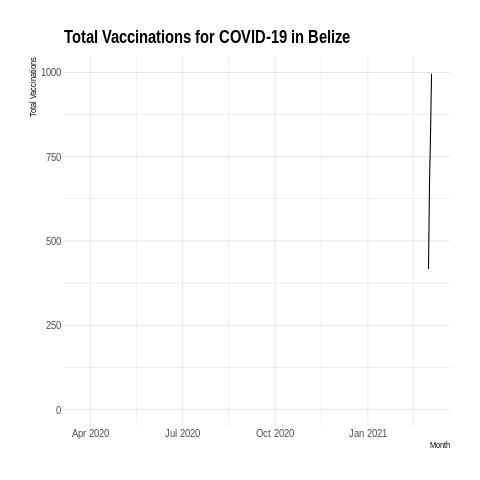 Total Vaccinations for COVID-19 in Belize
Total Vaccinations
1000
750
500
250
0
Apr 2020 Jul 2020 Oct 2020 Jan 2021
Month